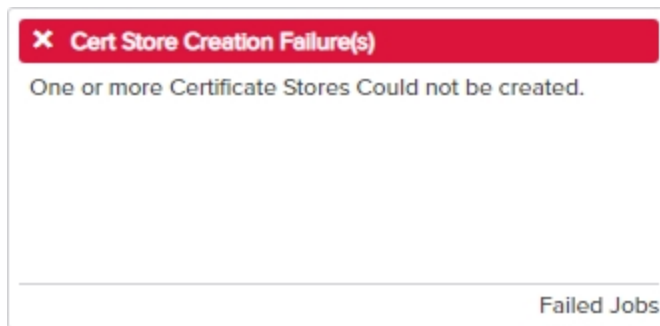 Cert Store Creation Failure(s)
One or more Certificate Stores Could not be created.
Failed Jobs